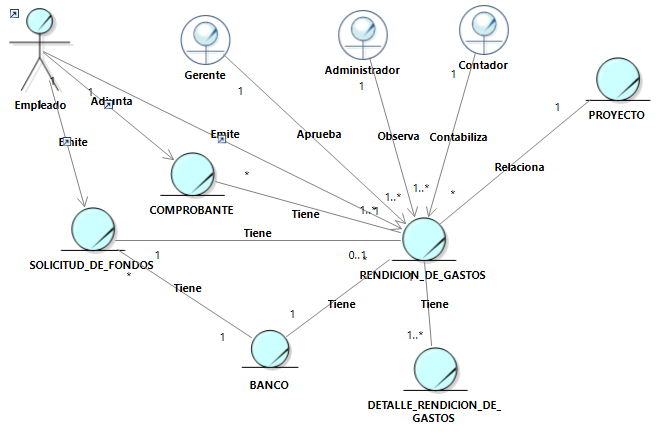 Gerente
Administrador
Contador
Empleado
PROYECTO
1
1
Adjunta
1
1
1
1
Emite
Emite
Aprueba
Observa
Contabiliza
Relaciona
COMPROBANTE
*
1..*
1..*
*
1..*
1
Tiene
Tiene
SOLICITUD_DE_FONDOS
1
0..1
*
RENDICION_DE_GASTOS
*
Tiene
Tiene
Tiene
1
1
1..*
BANCO
DETALLE_RENDICION_DE_
GASTOS